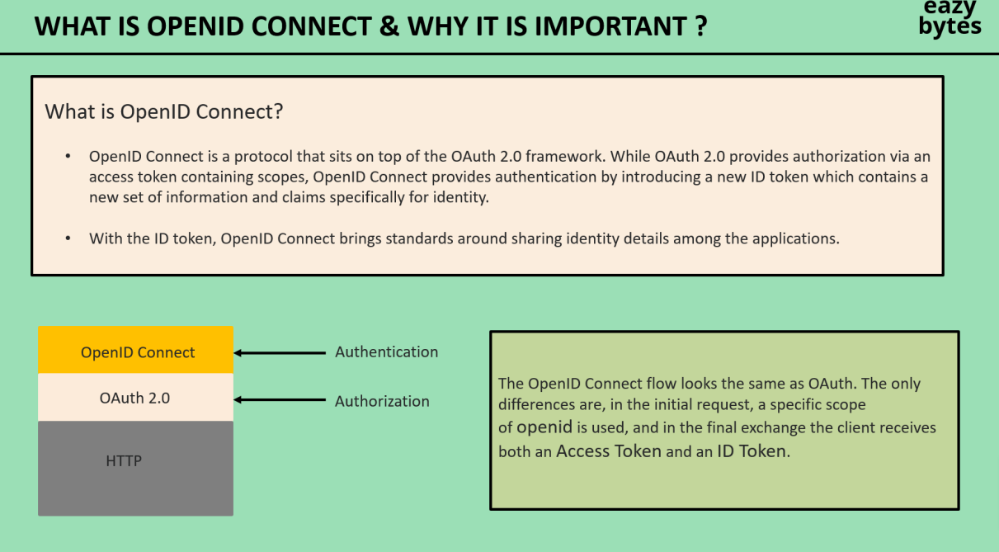 WHAT IS OPENID CONNECT & WHY IT IS IMPORTANT ?
eazy
bytes
What is OpenID Connect?
• OpenID Connect is a protocol that sits on top of the OAuth 2.0 framework. While OAuth 2.0 provides authorization via an
access token containing scopes, OpenID Connect provides authentication by introducing a new ID token which contains a
new set of information and claims specifically for identity.
• With the ID token, OpenID Connect brings standards around sharing identity details among the applications.
OpenID Connect
Authentication
OAuth 2.0
Authorization
HTTP
The OpenID Connect flow looks the same as OAuth. The only
differences are, in the initial request, a specific scope
of openid is used, and in the final exchange the client receives
both an Access Token and an ID Token.